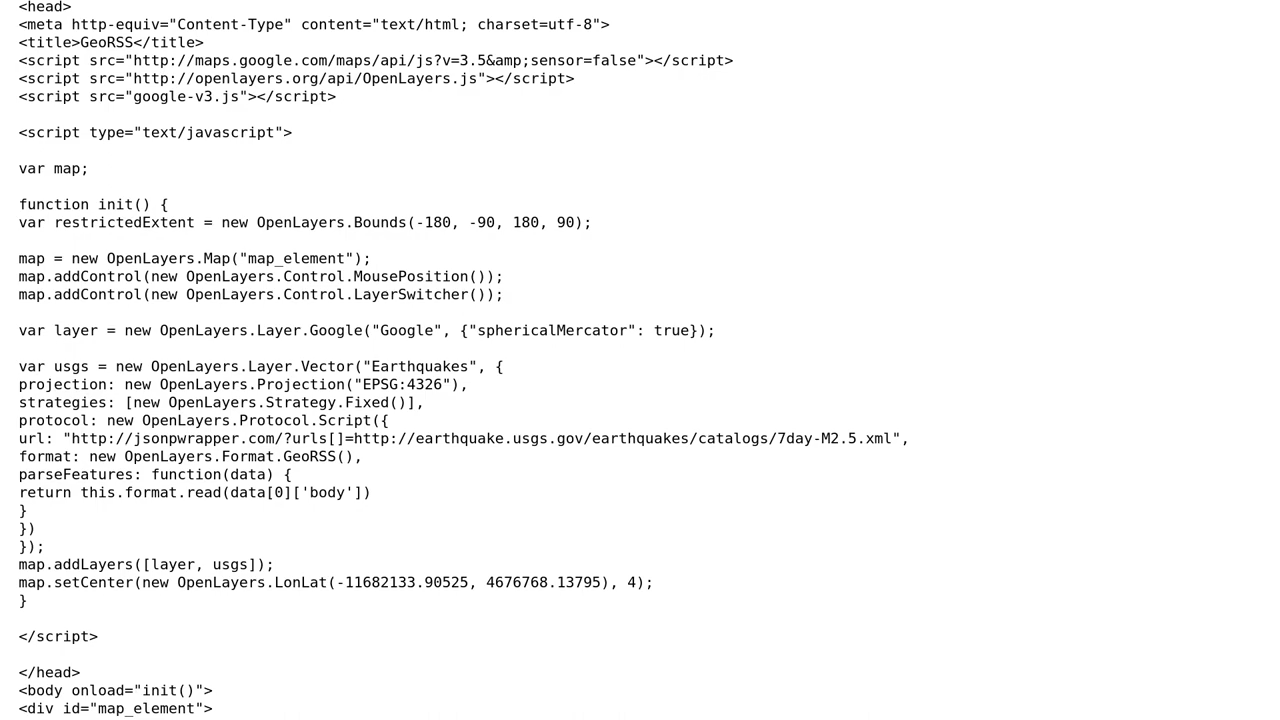 <head>
<meta http-equiv="Content-Type" content="text/html; charset=utf-8">
<title>GeoRSS</title>
<script src="http://maps.google.com/maps/api/js?v=3.5&amp;sensor=false"></script>
<script src="http://openlayers.org/api/OpenLayers.js"></script>
<script src="google-v3.js"></script>
<script type="text/javascript">
var map;
function init() {
var restrictedExtent = new OpenLayers.Bounds(-180, -90, 180, 90);
map = new OpenLayers.Map("map_element");
map.addControl(new OpenLayers.Control.MousePosition());
map.addControl(new OpenLayers.Control.LayerSwitcher());
var layer = new OpenLayers.Layer.Google("Google", {"sphericalMercator": true});
var usgs = new OpenLayers.Layer.Vector("Earthquakes", {
projection: new OpenLayers.Projection("EPSG:4326"),
strategies: [new OpenLayers.Strategy.Fixed()],
protocol: new OpenLayers.Protocol.Script({
url: "http://jsonpwrapper.com/?urls[]=http://earthquake.usgs.gov/earthquakes/catalogs/7day-M2.5.xml",
format: new OpenLayers.Format.GeoRSS(),
parseFeatures: function(data) {
return this.format.read(data[0]['body'])
}
})
});
map.addLayers([layer, usgs]);
map.setCenter(new OpenLayers.LonLat(-11682133.90525, 4676768.13795), 4);
}
</script>
</head>
<body onload="init()">
<div id="map_element">